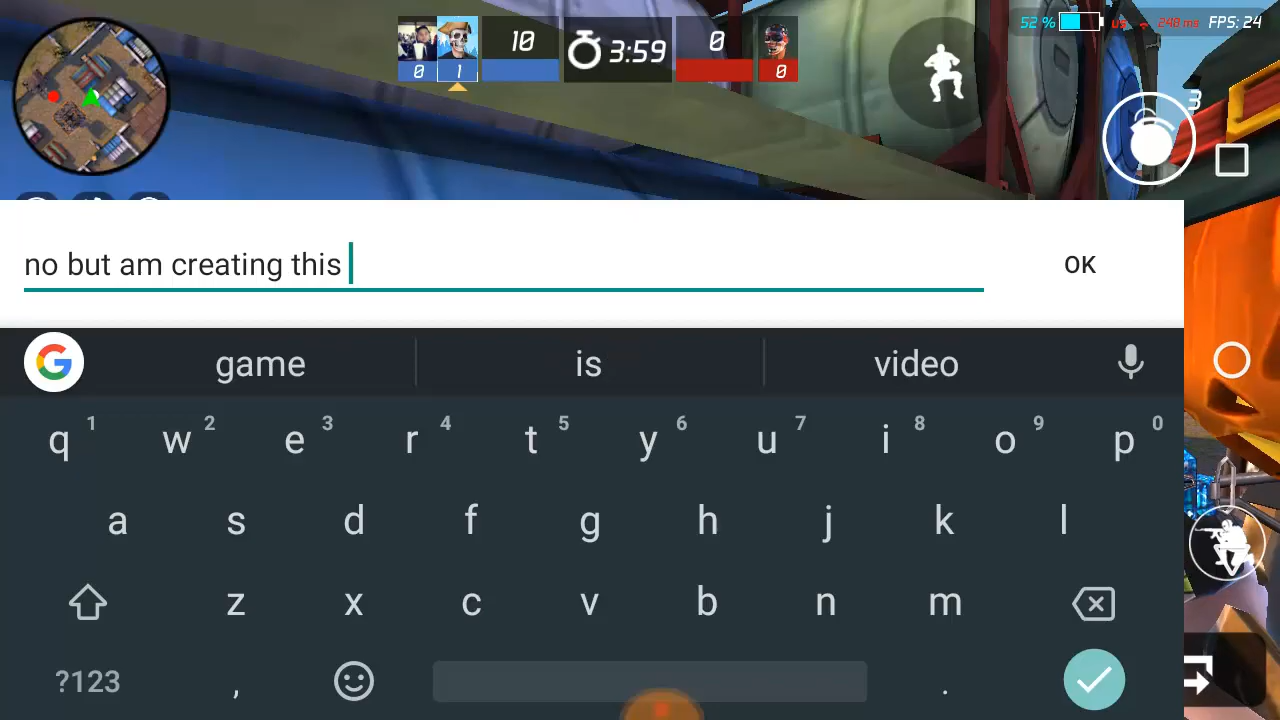 52 % us 248 ms FPS: 24
10 3:59 0
0 1 0
3
no but am creating this
OK
game is video
q 1 w 2 e 3 r 4 t 5 y 6 u 7 i 8 o 9 p 0
a s d f g h j k l
z x c v b n m
?123 , .